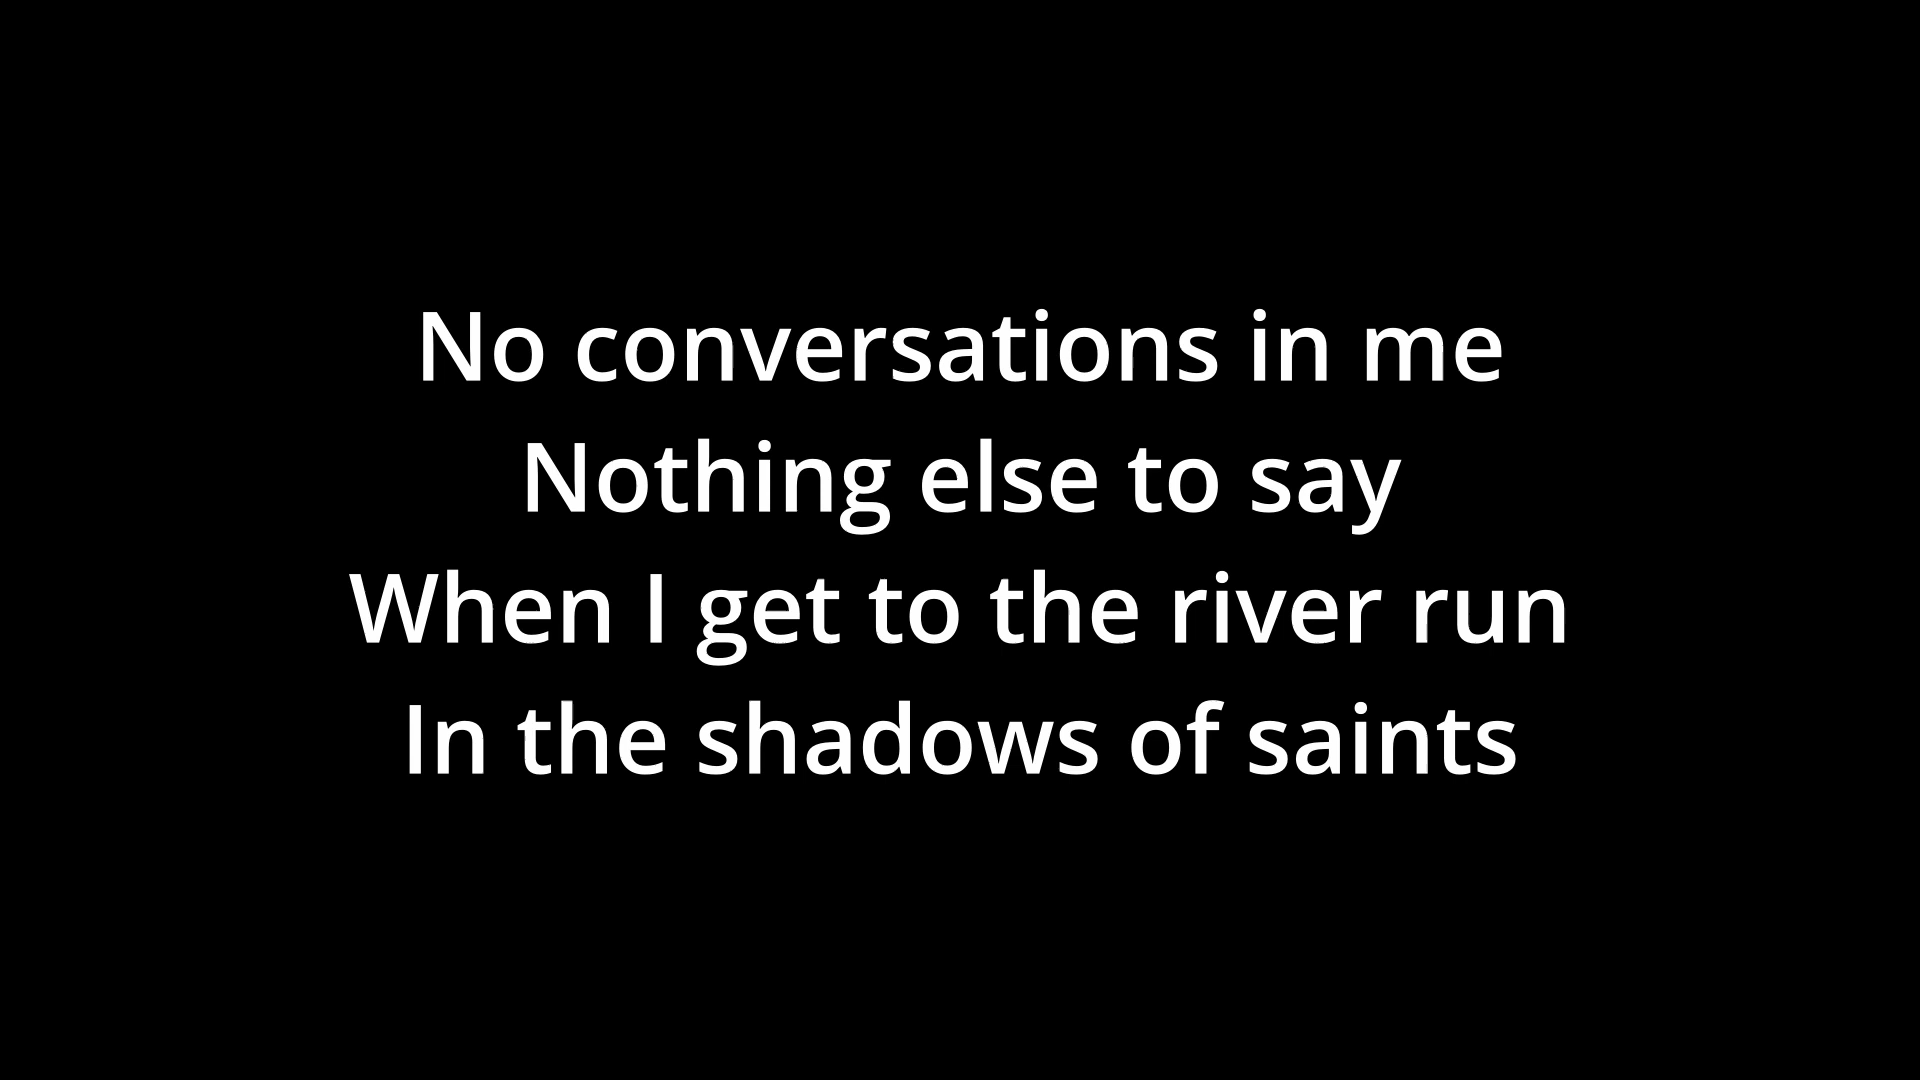 No conversations in me
Nothing else to say
When I get to the river run
In the shadows of saints